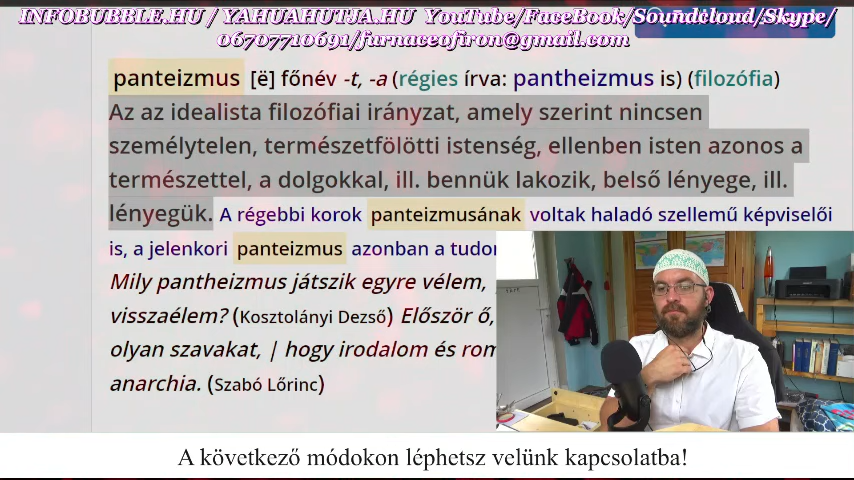 INFOBUBBLE.HU / YAHUAHUTJA.HU YouTube/FaceBook/Soundcloud/Skype/
06707710691/furnaceofiron@gmail.com
panteizmus [ë] főnév -t, -a (régies írva: pantheizmus is) (filozófia)
Az az idealista filozófiai irányzat, amely szerint nincsen
személytelen, természetfölötti istenség, ellenben isten azonos a
természettel, a dolgokkal, ill. bennük lakozik, belső lényege, ill.
lényegük. A régebbi korok panteizmusának voltak haladó szellemű képviselői
is, a jelenkori panteizmus azonban a tudor
Mily pantheizmus játszik egyre vélem,
visszaélem? (Kosztolányi Dezső) Először ő,
olyan szavakat, | hogy irodalom és rom
anarchia. (Szabó Lőrinc)
A következő módokon léphetsz velünk kapcsolatba!